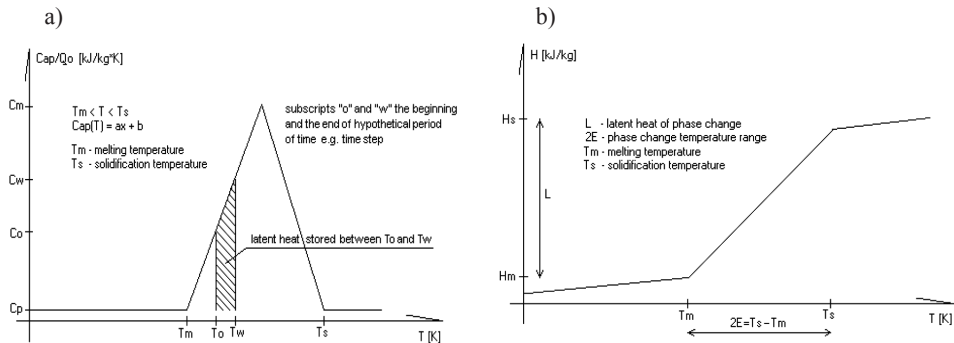 a)
Cap/Qo [kJ/kg*K]
Cm
Tm < T < Ts
Cap(T) = ax + b
Tm - melting temperature
Ts - solidification temperature
subscripts "o" and "w" the beginning
and the end of hypothetical period
of time e.g. time step
Cw
Co
latent heat stored between To and Tw
Cp
Tm
To
Tw
Ts
T [K]
b)
H [kJ/kg]
Hs
L - latent heat of phase change
2E - phase change temperature range
Tm - melting temperature
Ts - solidification temperature
L
Hm
Tm
Ts
T [K]
2E=Ts-Tm